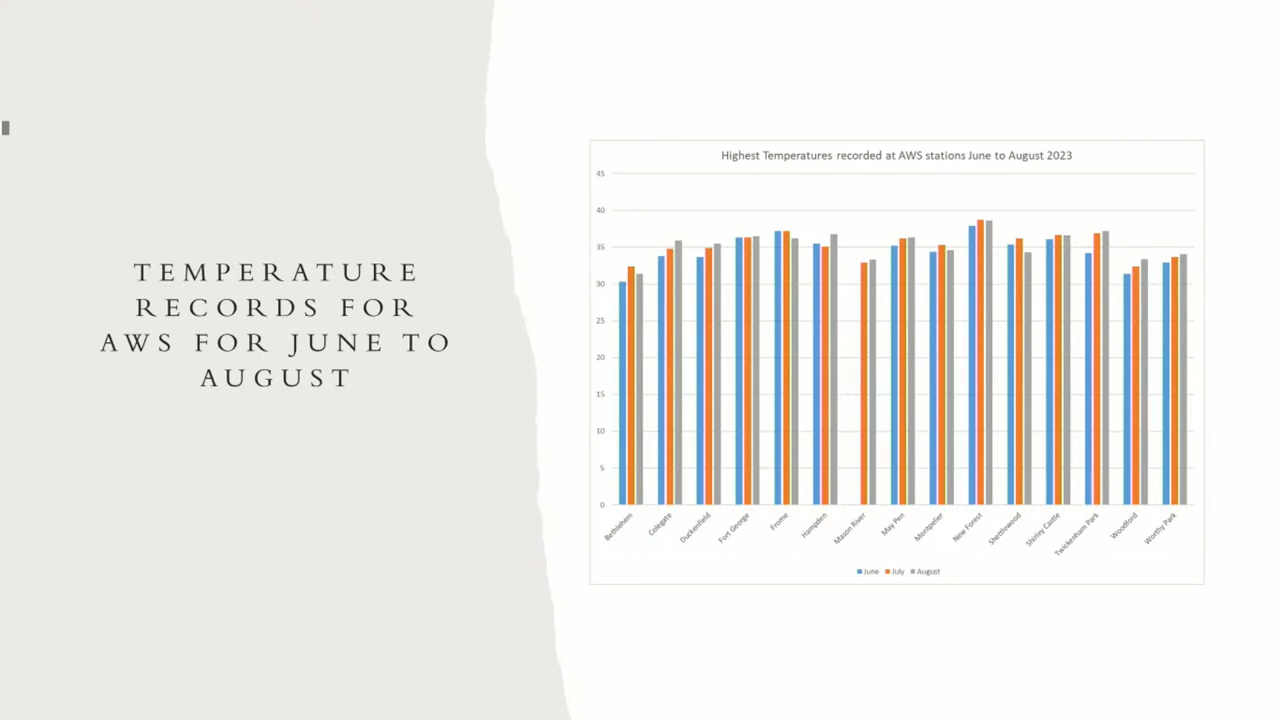 TEMPERATURE
RECORDS FOR
AWS FOR JUNE TO
AUGUST
Highest Temperatures recorded at AWS stations June to August 2023
45
40
35
30
25
20
15
10
5
0
Bethlehem
Colegate
Duckenfield
Fort George
Frome
Hampden
Mason River
May Pen
Montpelier
New Forest
Shettlewood
Shirley Castle
Twickenham Park
Woodford
Worthy Park
June July August